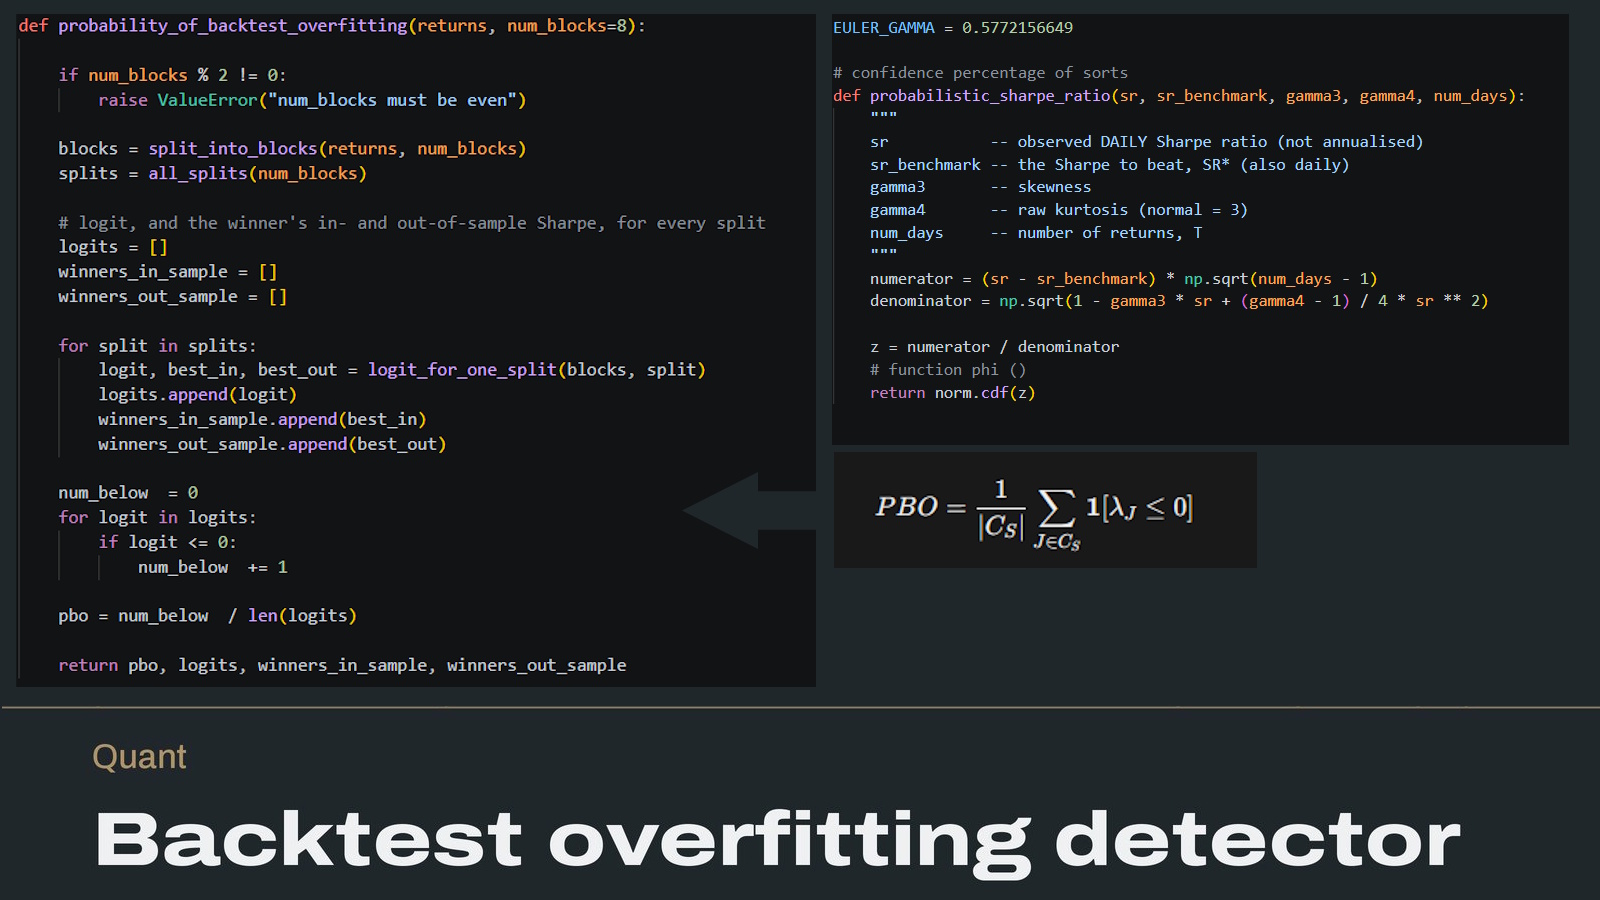 def probability_of_backtest_overfitting(returns, num_blocks=8):
if num_blocks % 2 != 0:
raise ValueError("num_blocks must be even")
blocks = split_into_blocks(returns, num_blocks)
splits = all_splits(num_blocks)
# logit, and the winner's in- and out-of-sample Sharpe, for every split
logits = []
winners_in_sample = []
winners_out_sample = []
for split in splits:
logit, best_in, best_out = logit_for_one_split(blocks, split)
logits.append(logit)
winners_in_sample.append(best_in)
winners_out_sample.append(best_out)
num_below  = 0
for logit in logits:
if logit <= 0:
num_below  += 1
pbo = num_below  / len(logits)
return pbo, logits, winners_in_sample, winners_out_sample
EULER_GAMMA = 0.5772156649
# confidence percentage of sorts
def probabilistic_sharpe_ratio(sr, sr_benchmark, gamma3, gamma4, num_days):
"""
sr           -- observed DAILY Sharpe ratio (not annualised)
sr_benchmark -- the Sharpe to beat, SR* (also daily)
gamma3       -- skewness
gamma4       -- raw kurtosis (normal = 3)
num_days     -- number of returns, T
"""
numerator = (sr - sr_benchmark) * np.sqrt(num_days - 1)
denominator = np.sqrt(1 - gamma3 * sr + (gamma4 - 1) / 4 * sr ** 2)
z = numerator / denominator
# function phi ()
return norm.cdf(z)
PBO = 1/|C_S| ∑_{J∈C_S} 1[λ_J ≤ 0]
Quant
Backtest overfitting detector